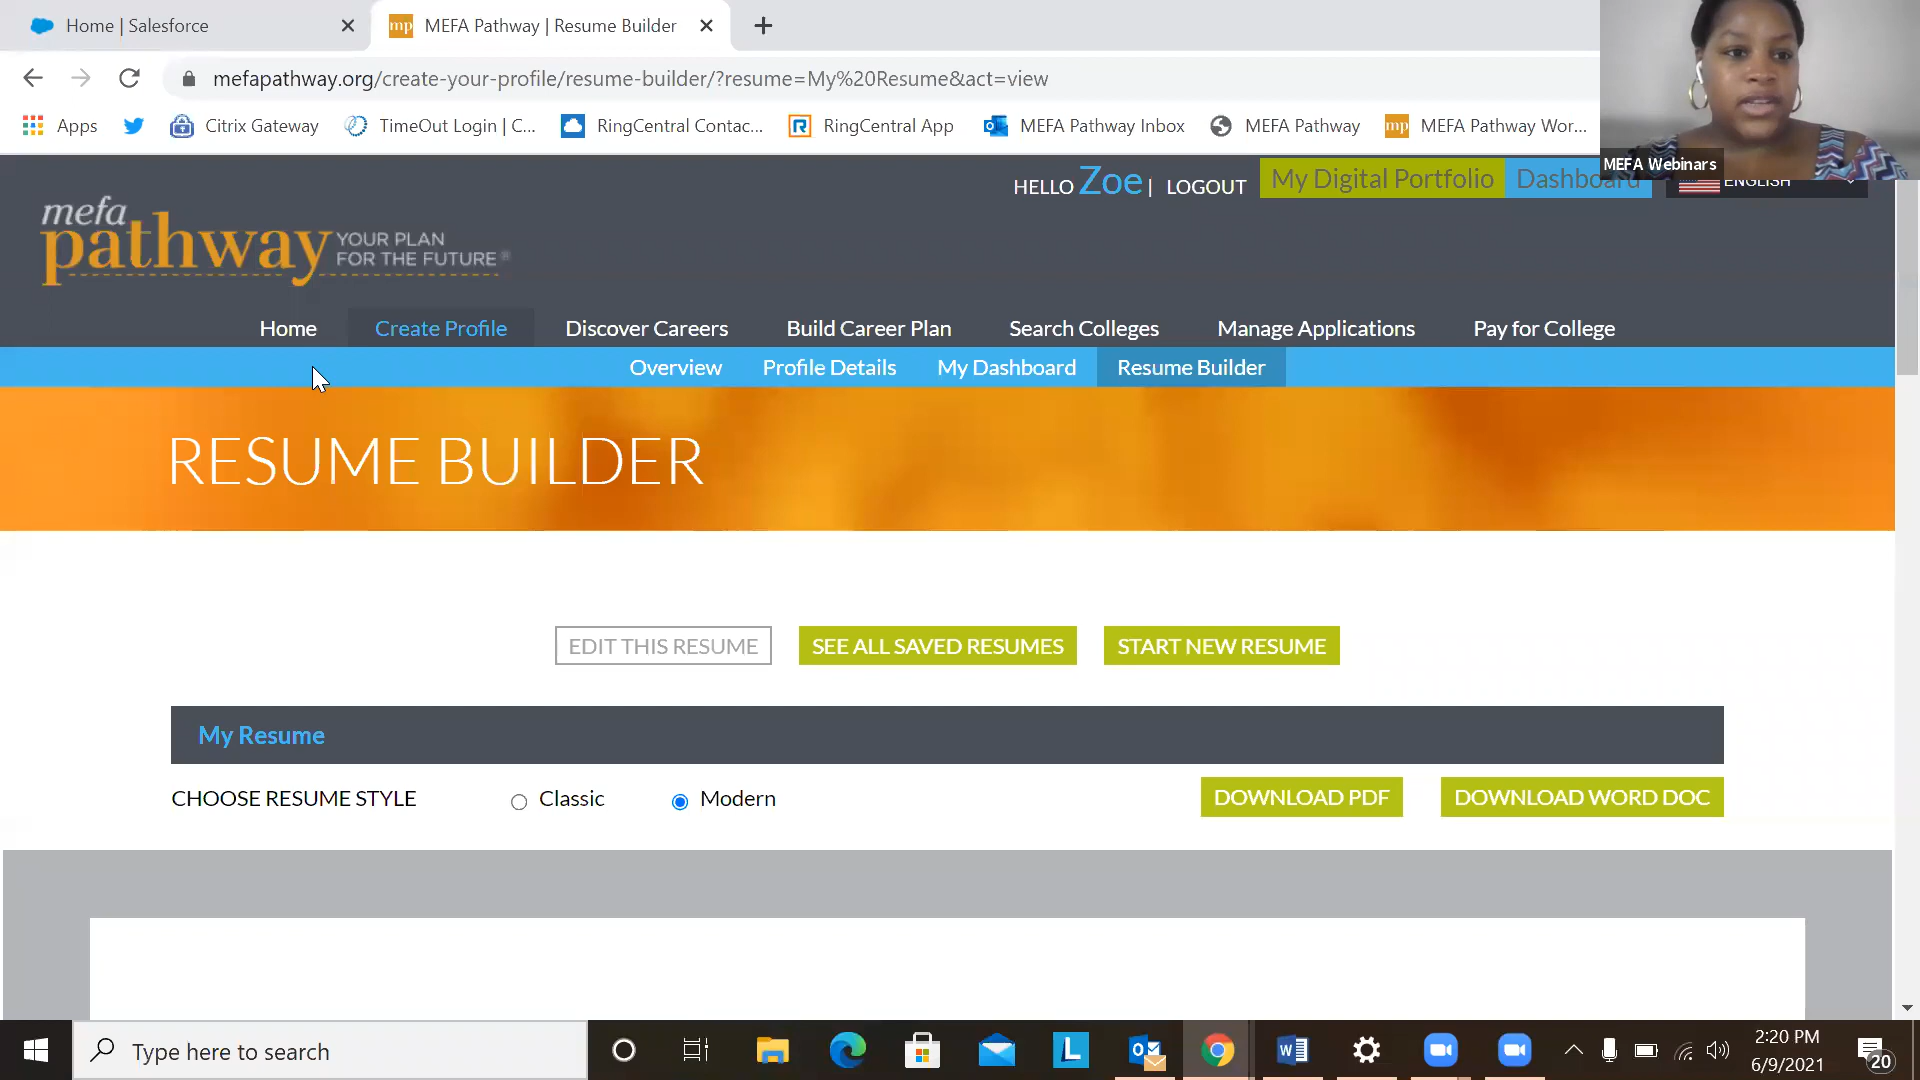 Home | Salesforce
mp MEFA Pathway | Resume Builder
mefapathway.org/create-your-profile/resume-builder/?resume=My%20Resume&act=view
Apps Citrix Gateway TimeOut Login | C... RingCentral Contac... RingCentral App MEFA Pathway Inbox MEFA Pathway mp MEFA Pathway Wor...
MEFA Webinars
HELLO Zoe | LOGOUT My Digital Portfolio Dashboard ENGLISH
mefa
pathway YOUR PLAN
FOR THE FUTURE®
Home Create Profile Discover Careers Build Career Plan Search Colleges Manage Applications Pay for College
Overview Profile Details My Dashboard Resume Builder
RESUME BUILDER
EDIT THIS RESUME SEE ALL SAVED RESUMES START NEW RESUME
My Resume
CHOOSE RESUME STYLE Classic Modern DOWNLOAD PDF DOWNLOAD WORD DOC
Type here to search
2:20 PM
6/9/2021
20